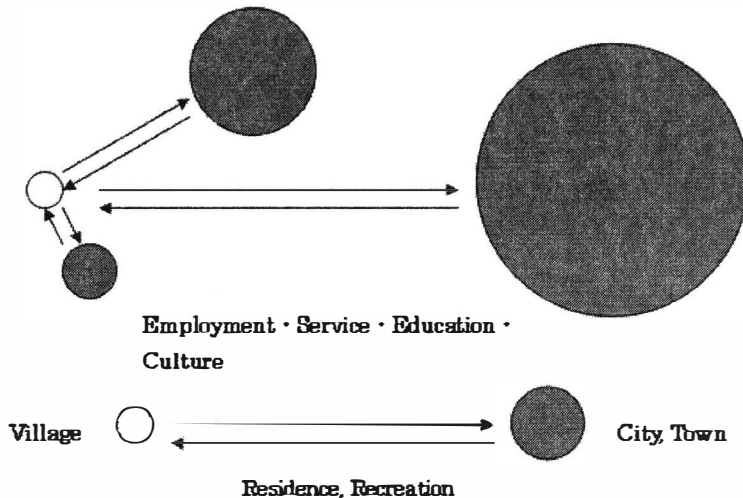 Employment · Service · Education ·
Culture
Village
City, Town
Residence, Recreation